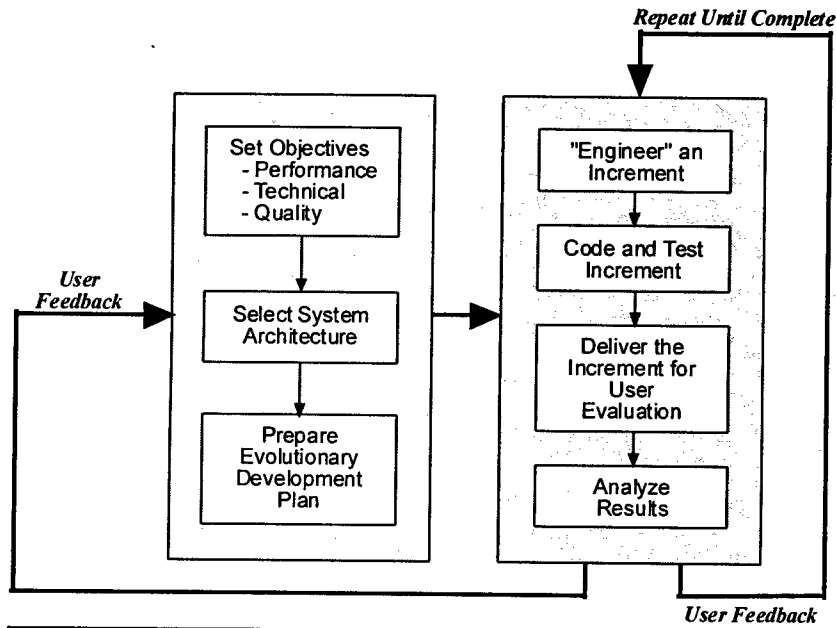 Repeat Until Complete
Set Objectives
- Performance
- Technical
- Quality
Select System
Architecture
Prepare
Evolutionary
Development
Plan
"Engineer" an
Increment
Code and Test
Increment
Deliver the
Increment for
User
Evaluation
Analyze
Results
User
Feedback
User Feedback